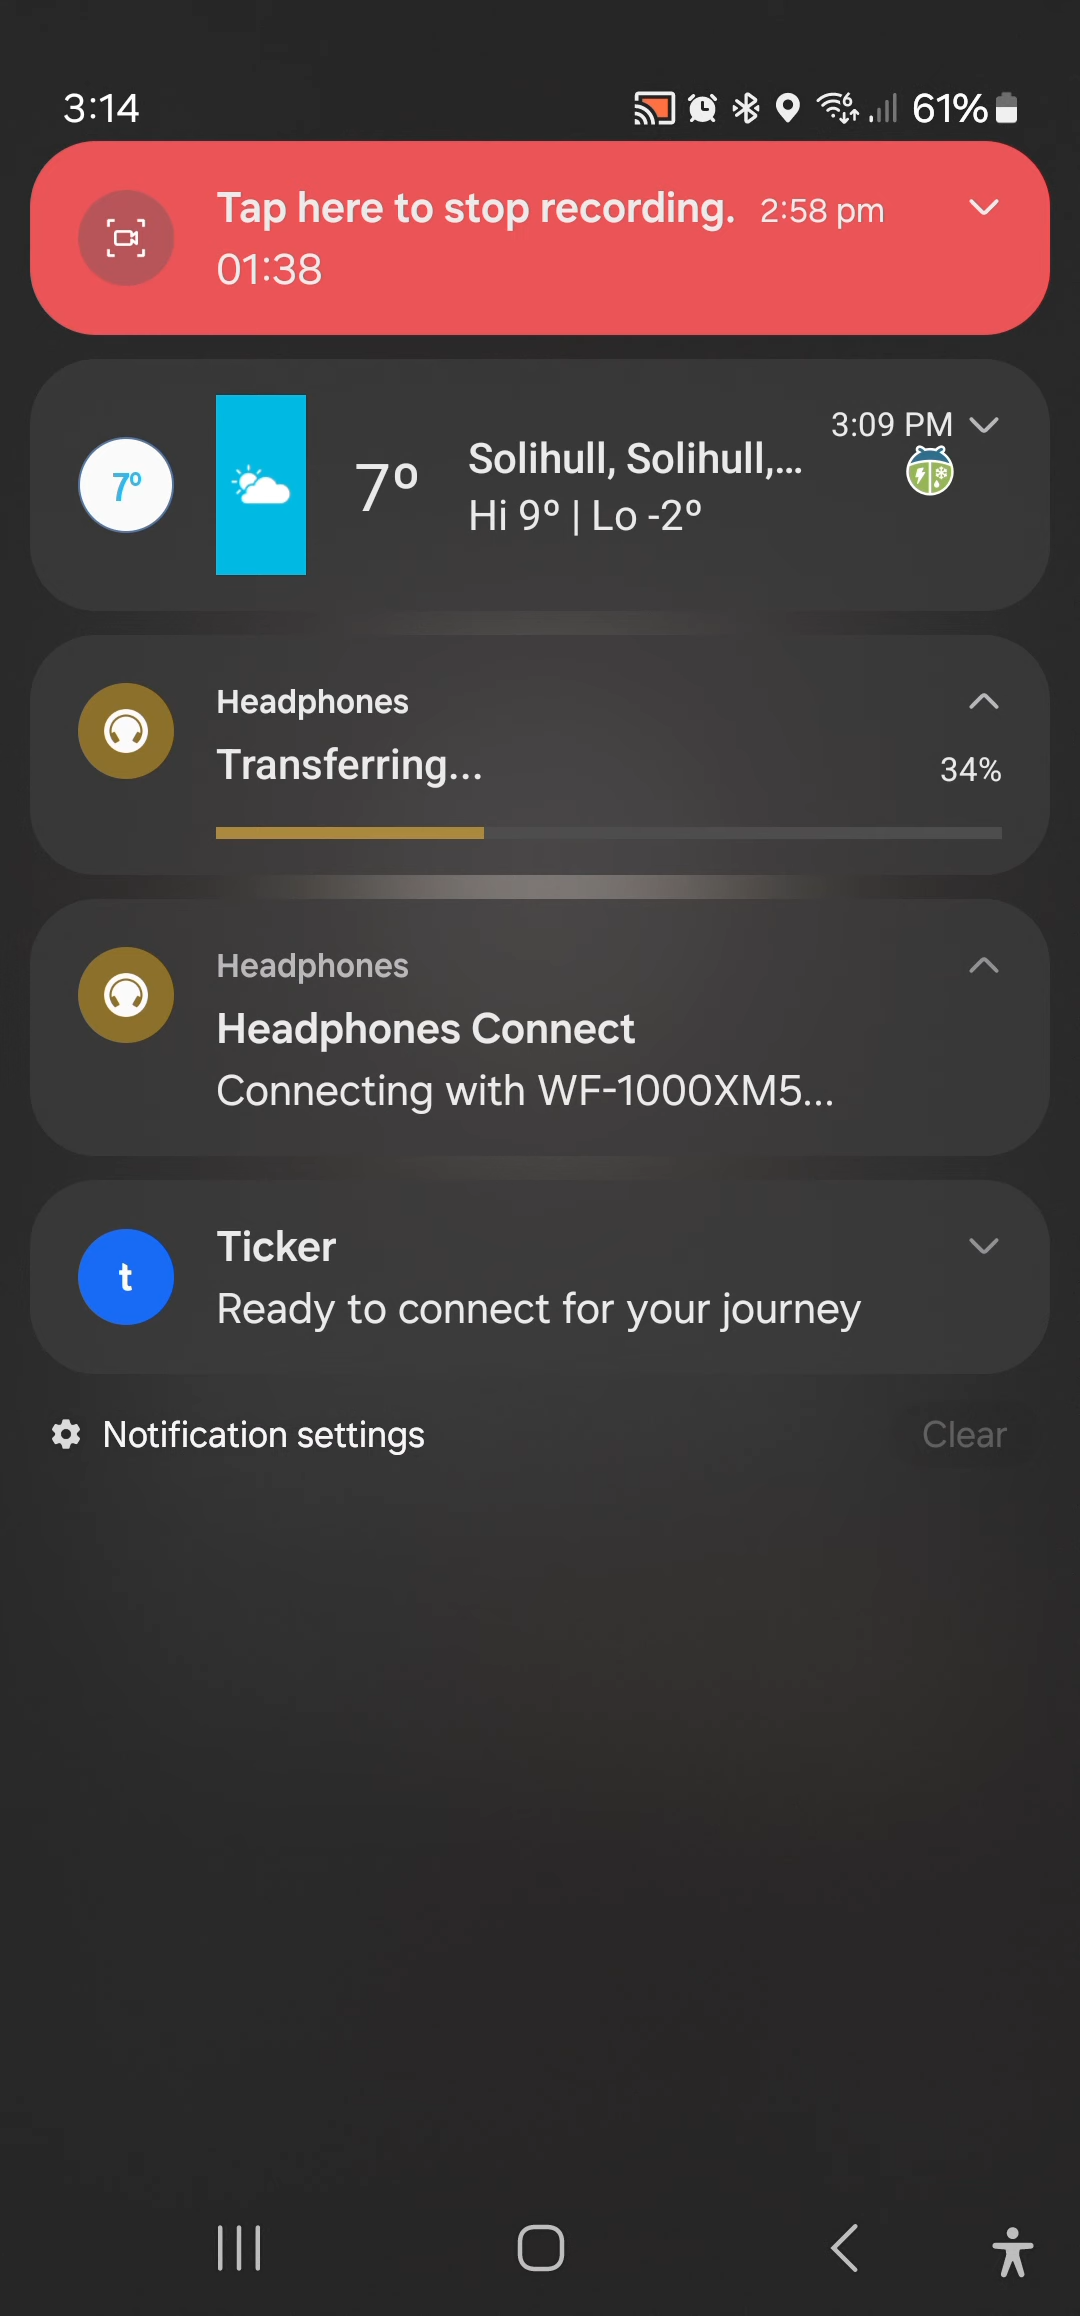 3:14
61%
Tap here to stop recording. 2:58 pm
01:38
3:09 PM
7°
7°
Solihull, Solihull,...
Hi 9° | Lo -2°
Headphones
Transferring...
34%
Headphones
Headphones Connect
Connecting with WF-1000XM5...
t
Ticker
Ready to connect for your journey
Notification settings
Clear